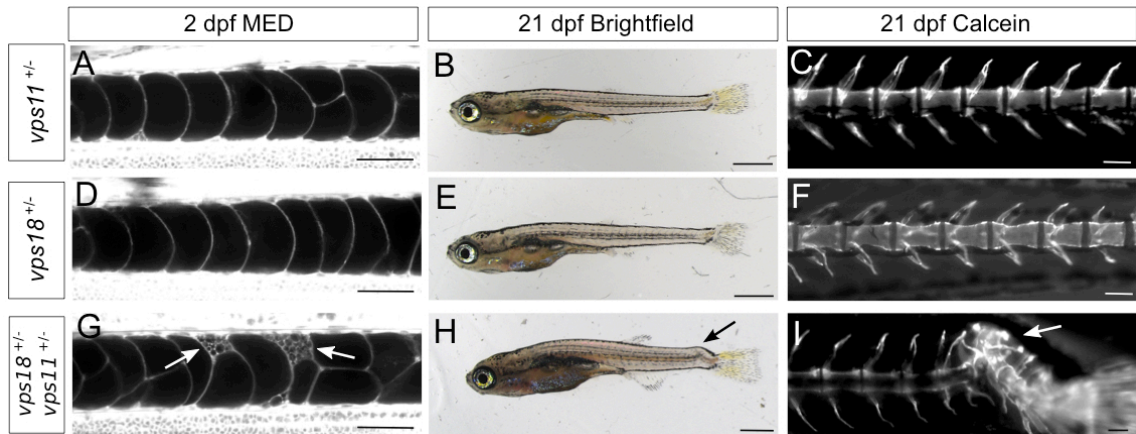 2 dpf MED
21 dpf Brightfield
21 dpf Calcein
vps11+/-
A
B
C
vps18+/-
D
E
F
vps18+/-
vps11+/-
G
H
I